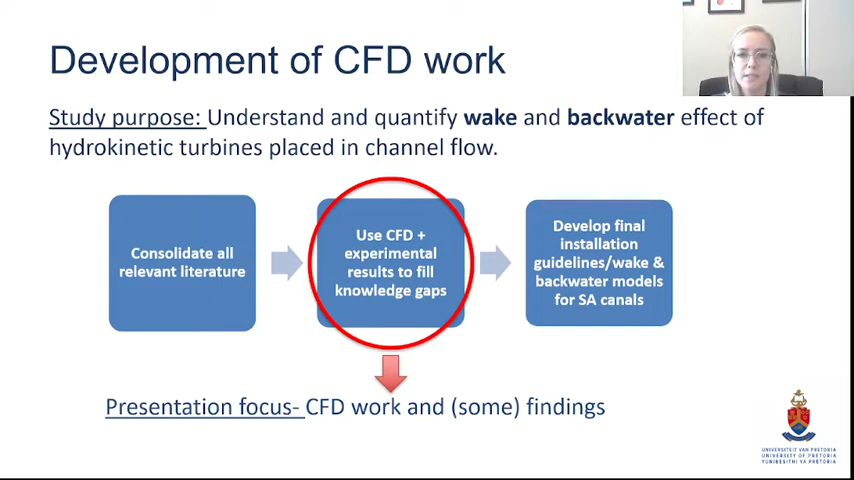 Development of CFD work
Study purpose: Understand and quantify wake and backwater effect of
hydrokinetic turbines placed in channel flow.
Consolidate all
relevant literature
Use CFD +
experimental
results to fill
knowledge gaps
Develop final
installation
guidelines/wake &
backwater models
for SA canals
Presentation focus- CFD work and (some) findings
UNIVERSITEIT VAN PRETORIA
UNIVERSITY OF PRETORIA
YUNIBESITHI YA PRETORIA